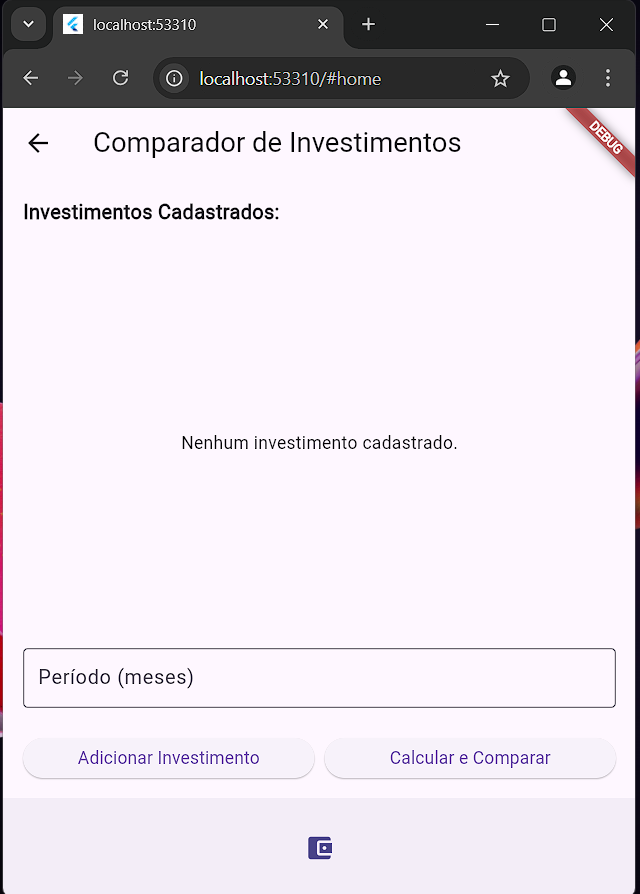 localhost:53310
localhost:53310/#home
Comparador de Investimentos
DEBUG
Investimentos Cadastrados:
Nenhum investimento cadastrado.
Período (meses)
Adicionar Investimento
Calcular e Comparar